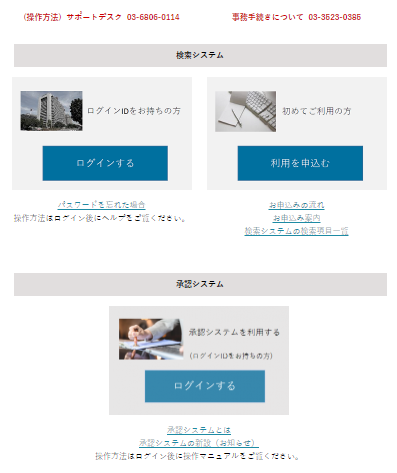 （操作方法）サポートデスク 03-6806-0114 事務手続きについて 03-3523-0386
検索システム
ログインIDをお持ちの方
初めてご利用の方
ログインする
利用を申込む
パスワードを忘れた場合
操作方法はログイン後にヘルプをご覧ください。
お申込みの流れ
お申込み案内
検索システムの検索項目一覧
承認システム
承認システムを利用する
(ログインIDをお持ちの方)
ログインする
承認システムとは
承認システムの新設（お知らせ）
操作方法はログイン後に操作マニュアルをご覧ください。